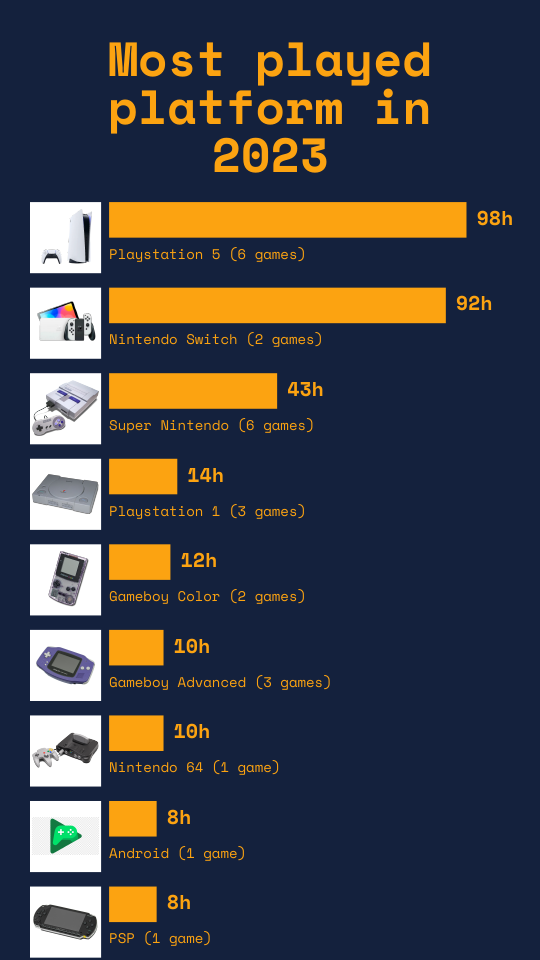 Most played
platform in
2023
98h
Playstation 5 (6 games)
92h
Nintendo Switch (2 games)
43h
Super Nintendo (6 games)
14h
Playstation 1 (3 games)
12h
Gameboy Color (2 games)
10h
Gameboy Advanced (3 games)
10h
Nintendo 64 (1 game)
8h
Android (1 game)
8h
PSP (1 game)